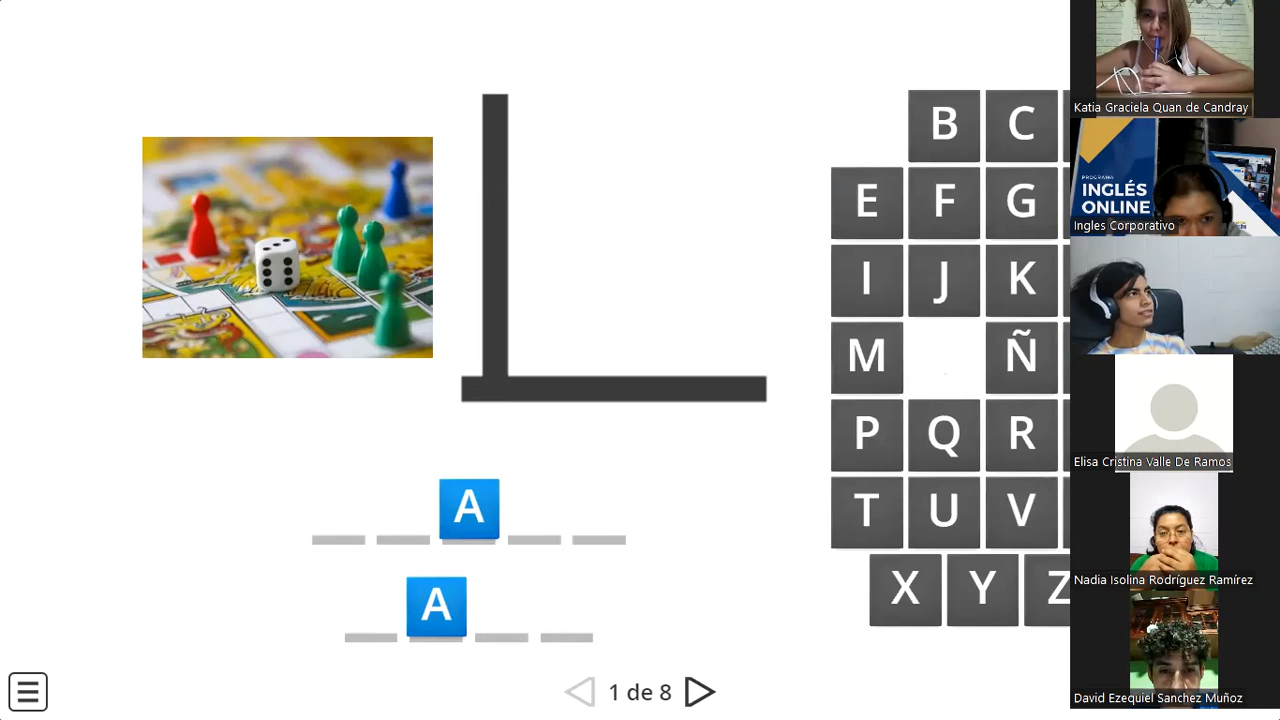 B C
E F G
I J K
M Ñ
P Q R
T U V
X Y Z
A
A
1 de 8
Katia Graciela Quan de Candray
PROGRAMA
INGLÉS
ONLINE
Ingles Corporativo
Elisa Cristina Valle De Ramos
Nadia Isolina Rodríguez Ramírez
David Ezequiel Sanchez Muñoz